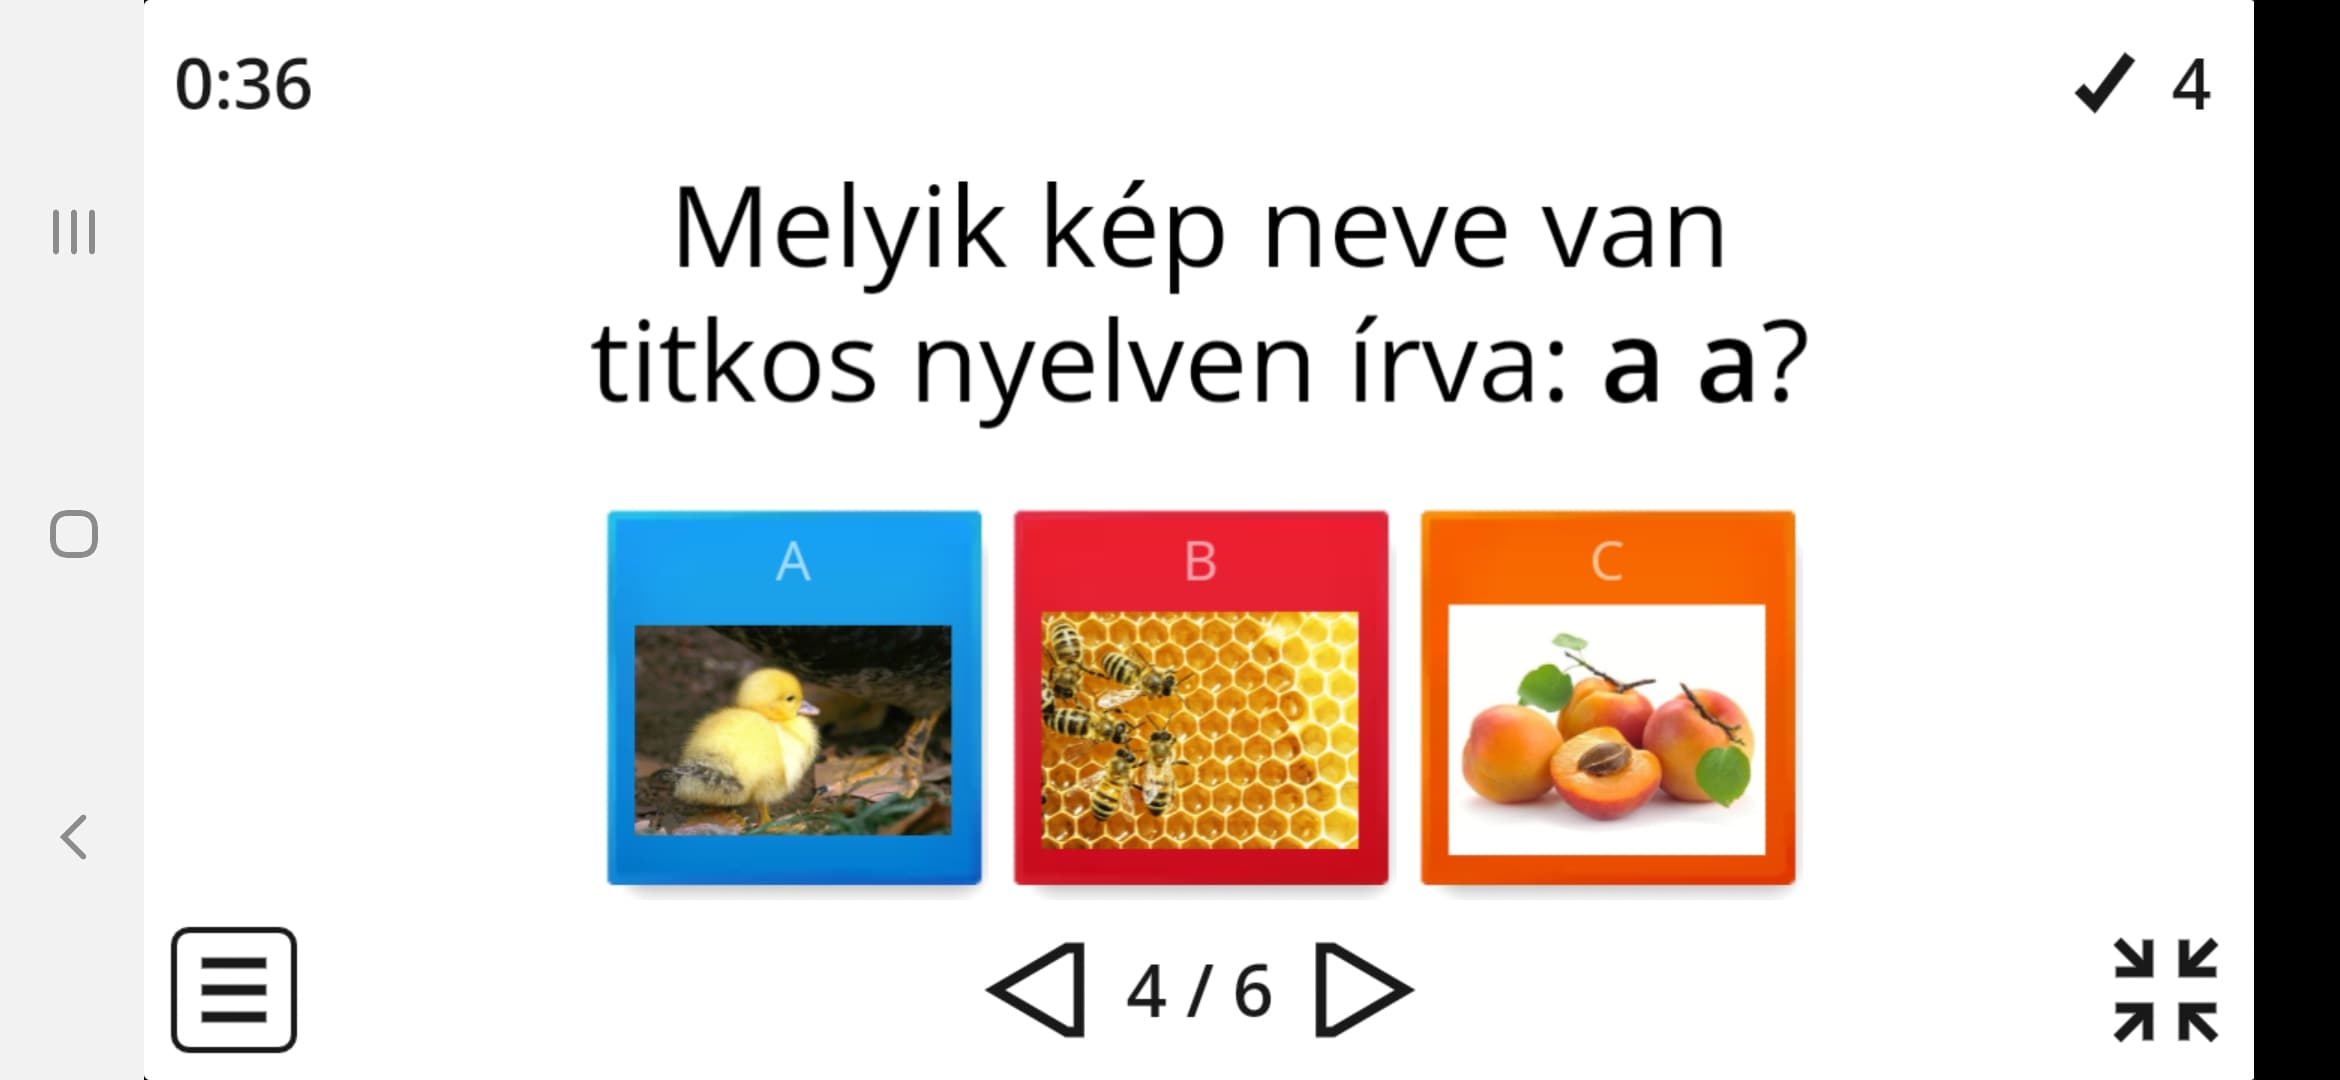 0:36
✓ 4
Melyik kép neve van
titkos nyelven írva: a a?
A
B
C
4 / 6